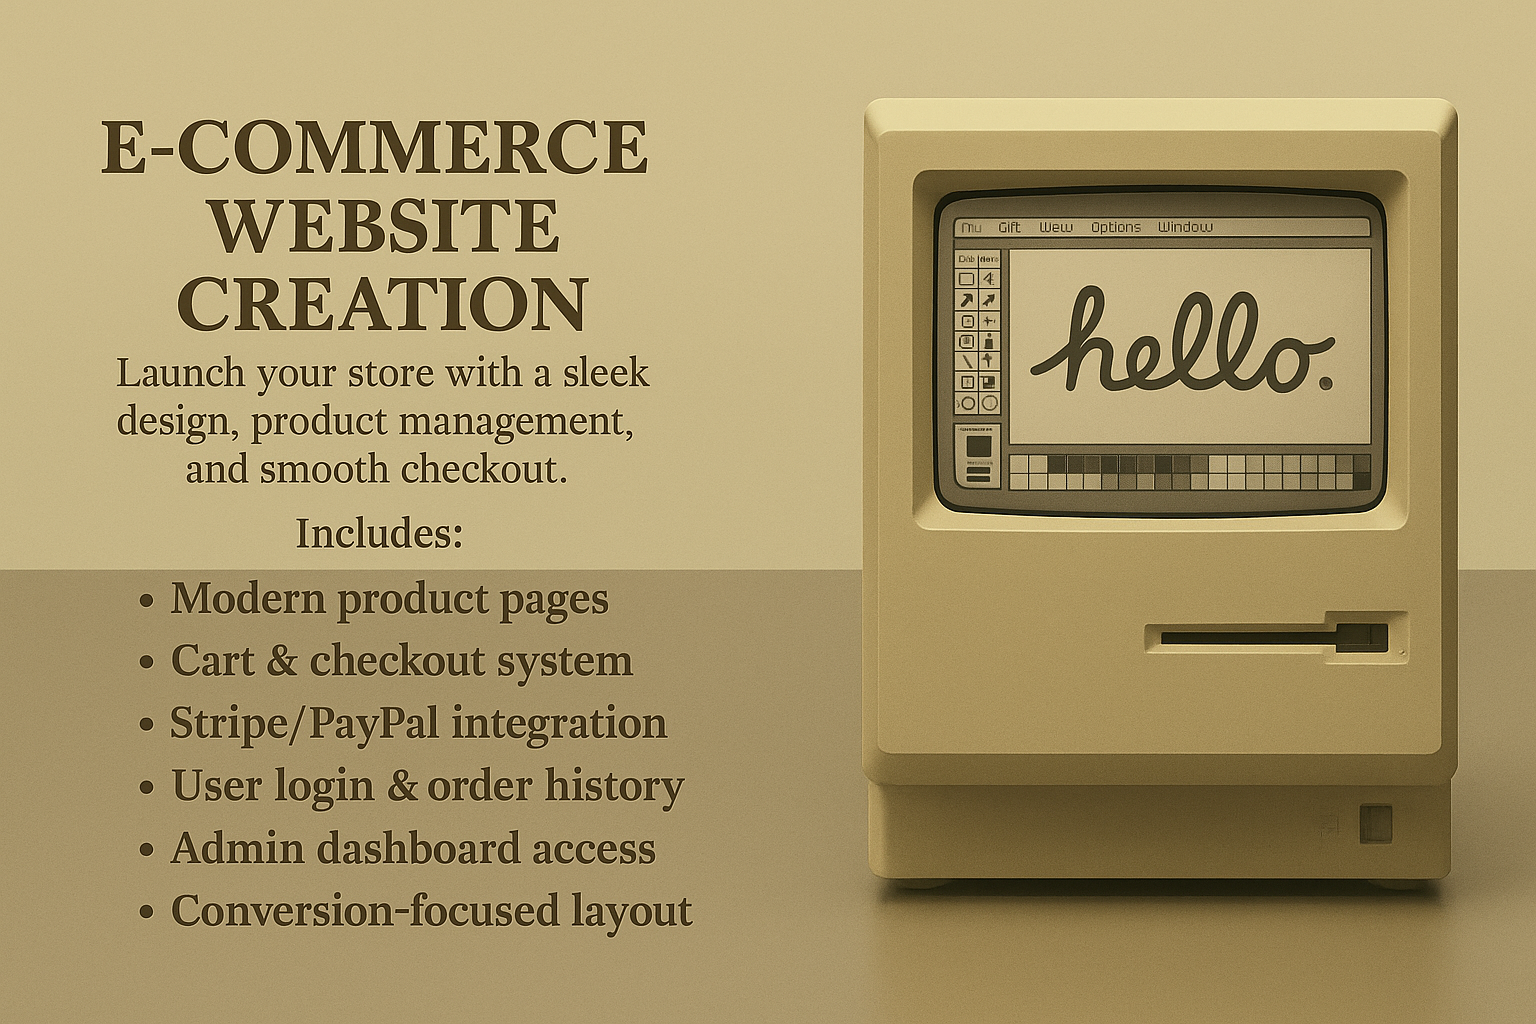 E-COMMERCE
WEBSITE
CREATION
Launch your store with a sleek
design, product management,
and smooth checkout.
Includes:
• Modern product pages
• Cart & checkout system
• Stripe/PayPal integration
• User login & order history
• Admin dashboard access
• Conversion-focused layout
Mu Gift Wew Options Window
hello.